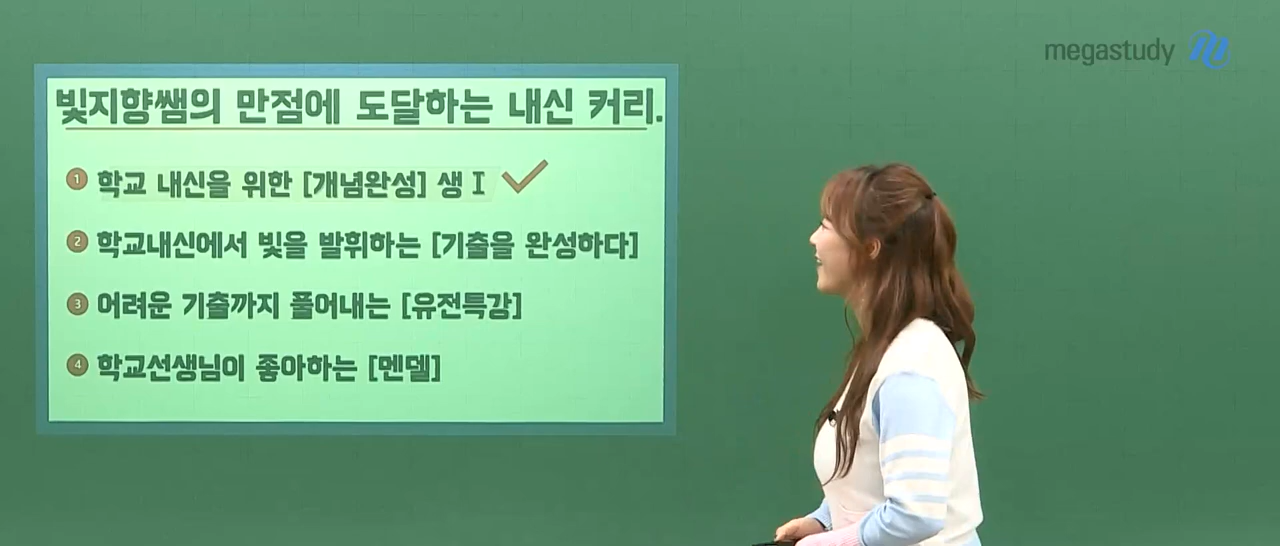 megastudy
빛지향쌤의 만점에 도달하는 내신 커리.
1 학교 내신을 위한 [개념완성] 생 I
2 학교내신에서 빛을 발휘하는 [기출을 완성하다]
3 어려운 기출까지 풀어내는 [유전특강]
4 학교선생님이 좋아하는 [멘델]